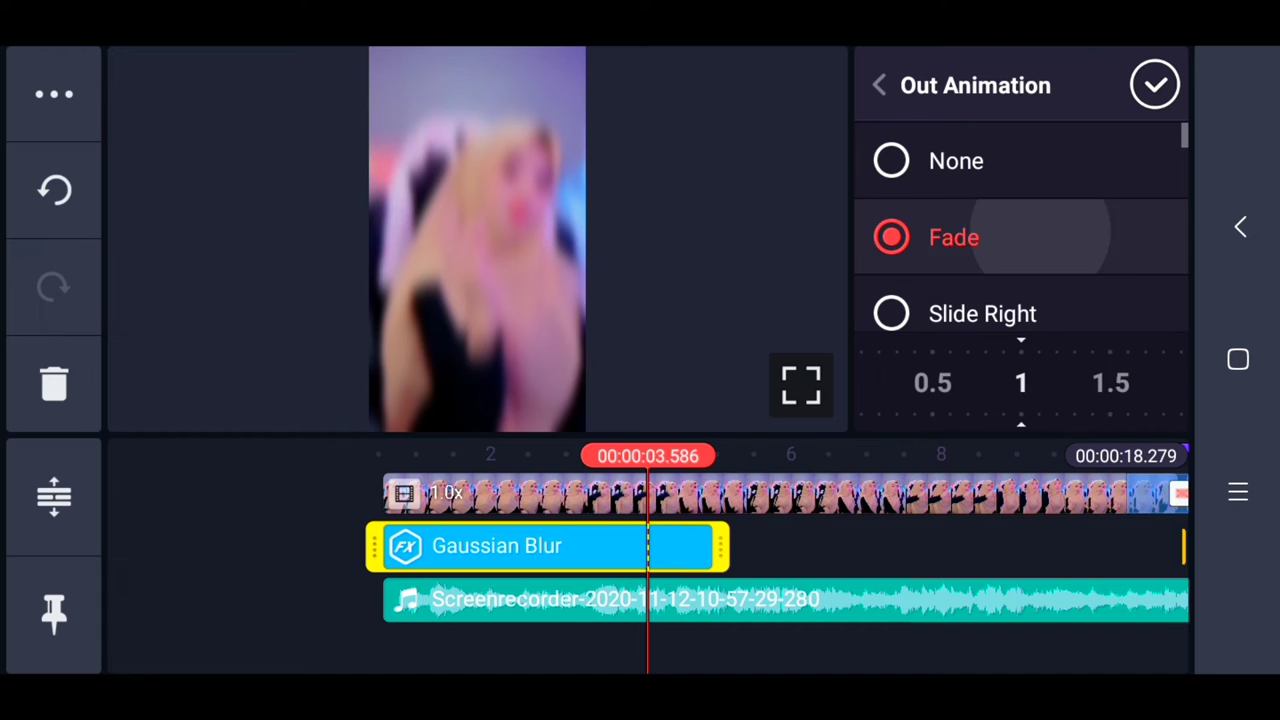 Out Animation
None
Fade
Slide Right
0.5 1 1.5
2 00:00:03.586 6 8 00:00:18.279
1.0x
FX Gaussian Blur
Screenrecorder-2020-11-12-10-57-29-280